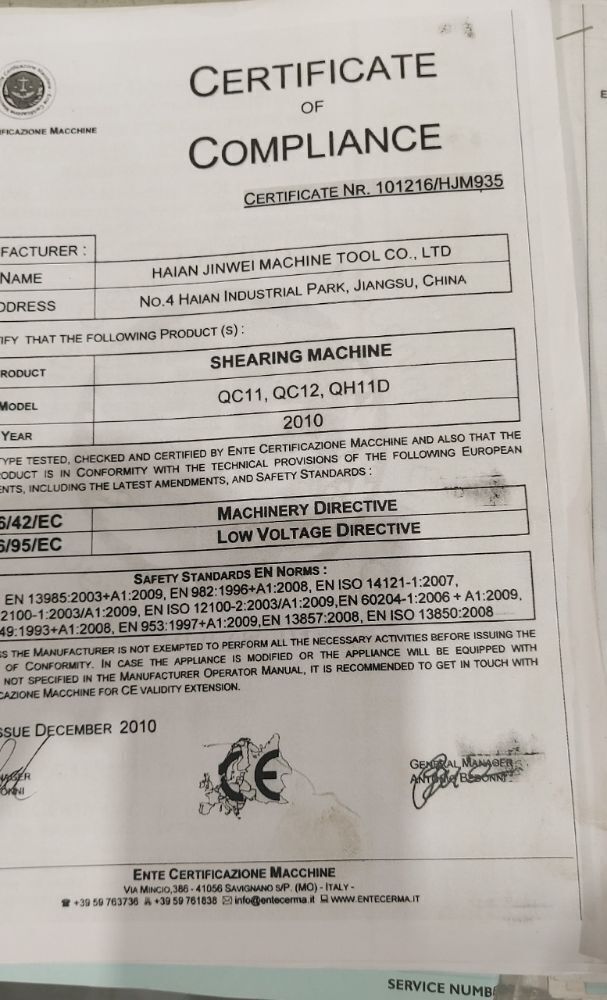 CERTIFICATE
OF
COMPLIANCE
FICAZIONE MACCHINE
CERTIFICATE NR. 101216/HJM935
FACTURER :
NAME HAIAN JINWEI MACHINE TOOL CO., LTD
DDRESS NO.4 HAIAN INDUSTRIAL PARK, JIANGSU, CHINA
IFY THAT THE FOLLOWING PRODUCT (S) :
RODUCT SHEARING MACHINE
MODEL QC11, QC12, QH11D
YEAR 2010
TYPE TESTED, CHECKED AND CERTIFIED BY ENTE CERTIFICAZIONE MACCHINE AND ALSO THAT THE
ODUCT IS IN CONFORMITY WITH THE TECHNICAL PROVISIONS OF THE FOLLOWING EUROPEAN
ENTS, INCLUDING THE LATEST AMENDMENTS, AND SAFETY STANDARDS :
6/42/EC MACHINERY DIRECTIVE
6/95/EC LOW VOLTAGE DIRECTIVE
SAFETY STANDARDS EN NORMS :
EN 13985:2003+A1:2009, EN 982:1996+A1:2008, EN ISO 14121-1:2007,
2100-1:2003/A1:2009, EN ISO 12100-2:2003/A1:2009,EN 60204-1:2006 + A1:2009,
49:1993+A1:2008, EN 953:1997+A1:2009,EN 13857:2008, EN ISO 13850:2008
S THE MANUFACTURER IS NOT EXEMPTED TO PERFORM ALL THE NECESSARY ACTIVITIES BEFORE ISSUING THE
OF CONFORMITY. IN CASE THE APPLIANCE IS MODIFIED OR THE APPLIANCE WILL BE EQUIPPED WITH
NOT SPECIFIED IN THE MANUFACTURER OPERATOR MANUAL, IT IS RECOMMENDED TO GET IN TOUCH WITH
CAZIONE MACCHINE FOR CE VALIDITY EXTENSION.
SSUE DECEMBER 2010
CE
GENERAL MANAGER
ENTE CERTIFICAZIONE MACCHINE
VIA MINCIO,386 - 41056 SAVIGNANO S/P. (MO) - ITALY -
+39 59 763736 +39 59 761838 info@entecerma.it WWW.ENTECERMA.IT
SERVICE NUMB